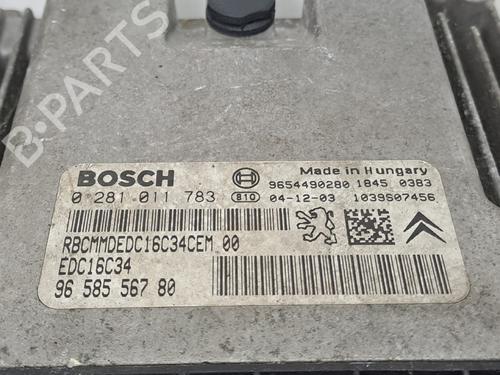 B-PARTS
BOSCH
Made in Hungary
9654490280 1845 0383
0 281 011 783
810
04-12-03 1039S07456
RBCMMDEDC16C34CEM 00
EDC16C34
96 585 567 80